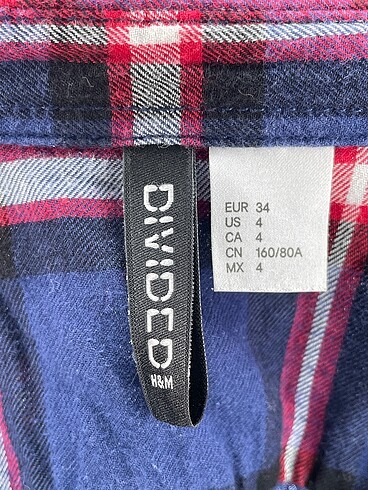 DIVIDED
H&M
EUR 34
US 4
CA 4
CN 160/80A
MX 4